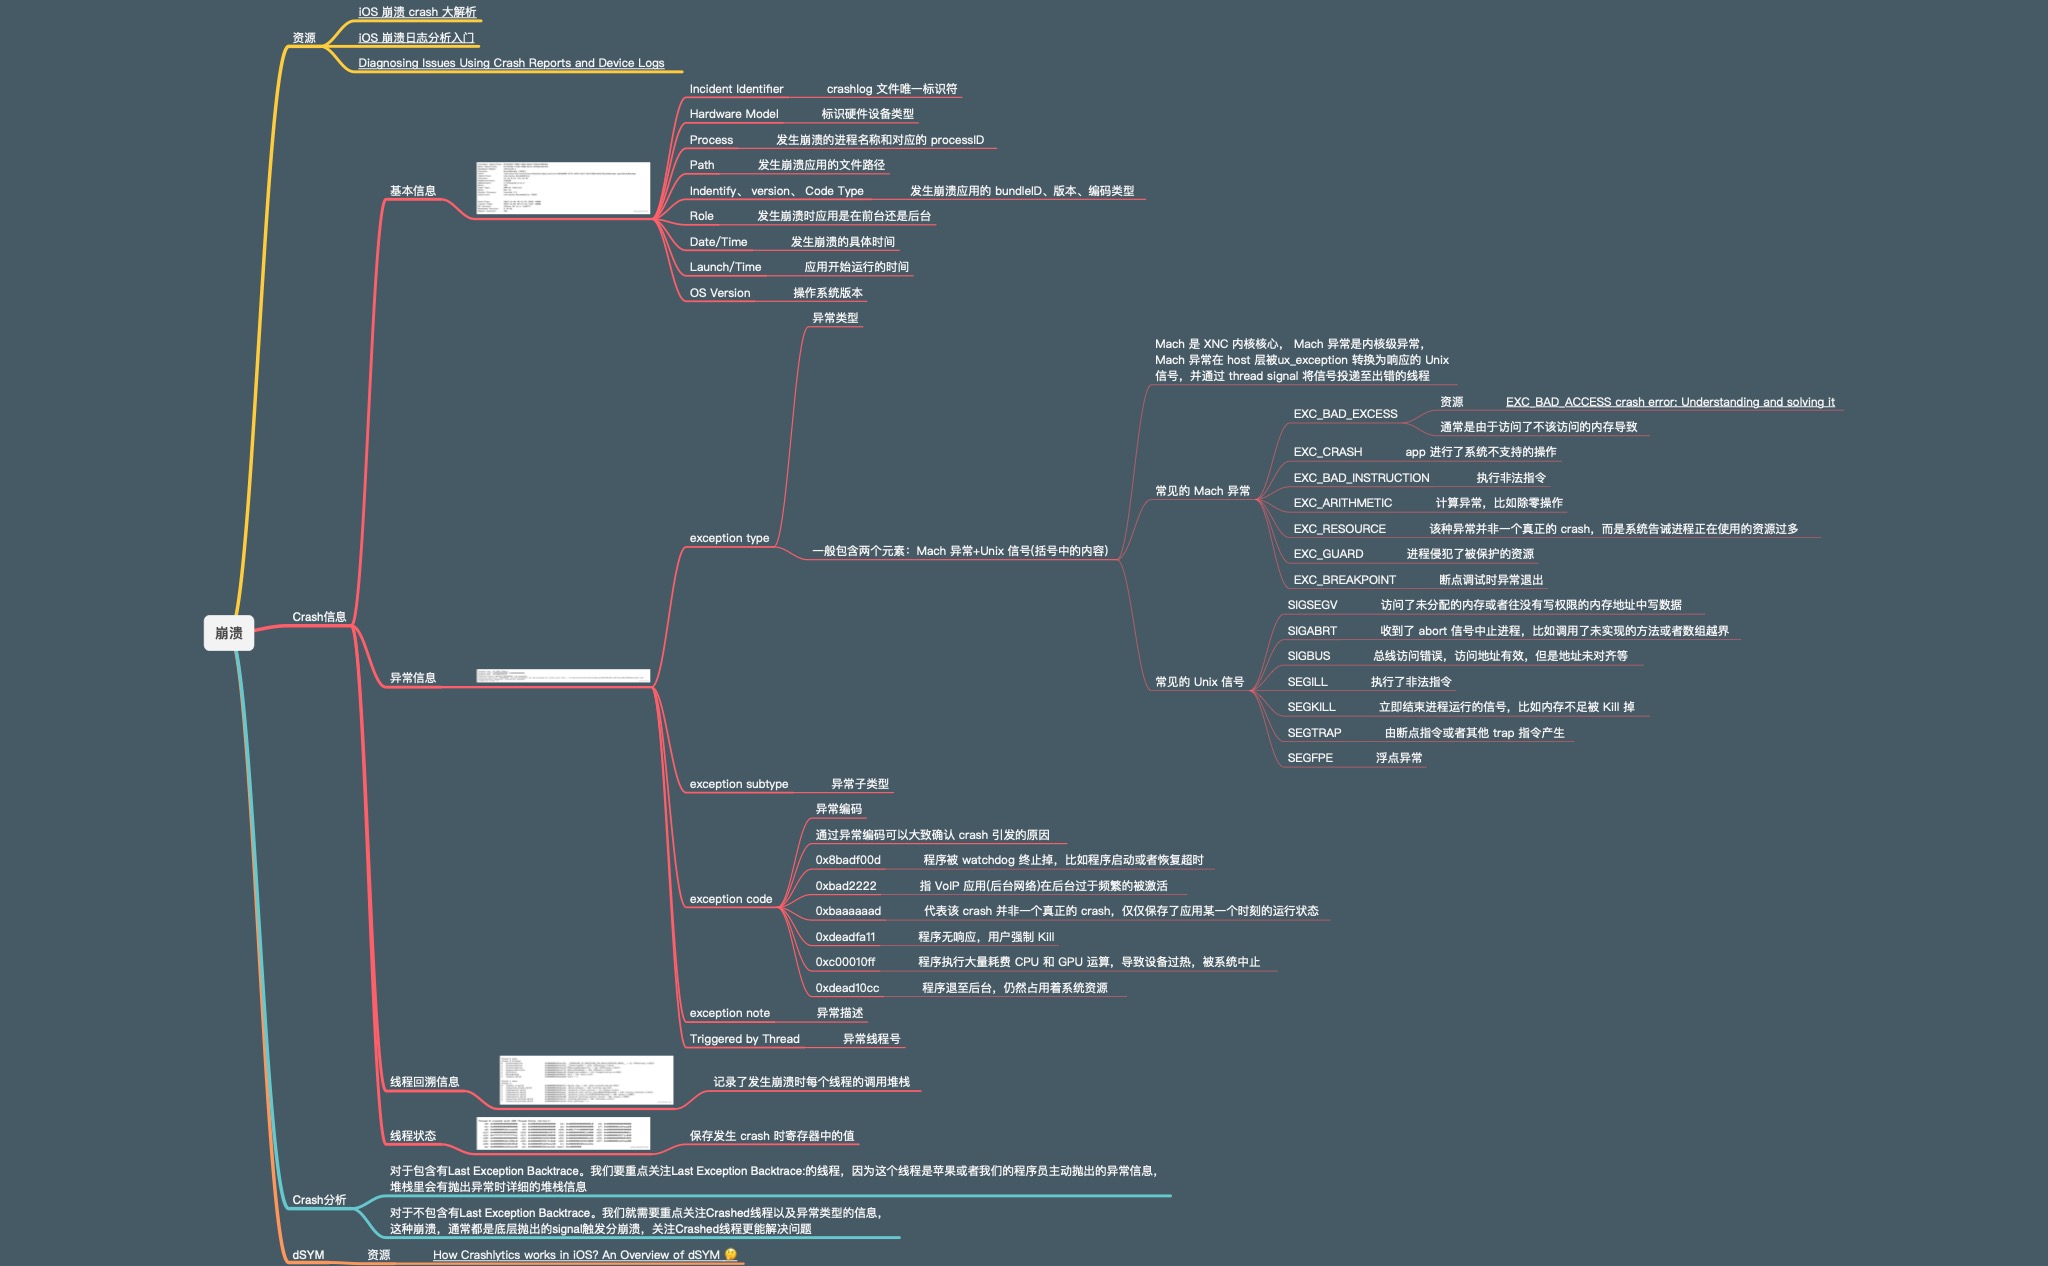 iOS 崩溃 crash 大解析
资源
iOS 崩溃日志分析入门
Diagnosing Issues Using Crash Reports and Device Logs
崩溃
Crash信息
基本信息
Incident Identifier crashlog 文件唯一标识符
Hardware Model 标识硬件设备类型
Process 发生崩溃的进程名称和对应的 processID
Path 发生崩溃应用的文件路径
Indentify、 version、 Code Type 发生崩溃应用的 bundleID、版本、编码类型
Role 发生崩溃时应用是在前台还是后台
Date/Time 发生崩溃的具体时间
Launch/Time 应用开始运行的时间
OS Version 操作系统版本
异常信息
exception type
异常类型
一般包含两个元素：Mach 异常+Unix 信号(括号中的内容)
Mach 是 XNC 内核核心， Mach 异常是内核级异常，
Mach 异常在 host 层被ux_exception 转换为响应的 Unix
信号，并通过 thread signal 将信号投递至出错的线程
常见的 Mach 异常
EXC_BAD_EXCESS
资源 EXC_BAD_ACCESS crash error: Understanding and solving it
通常是由于访问了不该访问的内存导致
EXC_CRASH app 进行了系统不支持的操作
EXC_BAD_INSTRUCTION 执行非法指令
EXC_ARITHMETIC 计算异常，比如除零操作
EXC_RESOURCE 该种异常并非一个真正的 crash，而是系统告诫进程正在使用的资源过多
EXC_GUARD 进程侵犯了被保护的资源
EXC_BREAKPOINT 断点调试时异常退出
常见的 Unix 信号
SIGSEGV 访问了未分配的内存或者往没有写权限的内存地址中写数据
SIGABRT 收到了 abort 信号中止进程，比如调用了未实现的方法或者数组越界
SIGBUS 总线访问错误，访问地址有效，但是地址未对齐等
SEGILL 执行了非法指令
SEGKILL 立即结束进程运行的信号，比如内存不足被 Kill 掉
SEGTRAP 由断点指令或者其他 trap 指令产生
SEGFPE 浮点异常
exception subtype 异常子类型
exception code
异常编码
通过异常编码可以大致确认 crash 引发的原因
0x8badf00d 程序被 watchdog 终止掉，比如程序启动或者恢复超时
0xbad2222 指 VoIP 应用(后台网络)在后台过于频繁的被激活
0xbaaaaaad 代表该 crash 并非一个真正的 crash，仅仅保存了应用某一个时刻的运行状态
0xdeadfa11 程序无响应，用户强制 Kill
0xc00010ff 程序执行大量耗费 CPU 和 GPU 运算，导致设备过热，被系统中止
0xdead10cc 程序退至后台，仍然占用着系统资源
exception note 异常描述
Triggered by Thread 异常线程号
线程回溯信息 记录了发生崩溃时每个线程的调用堆栈
线程状态 保存发生 crash 时寄存器中的值
Crash分析
对于包含有Last Exception Backtrace。我们要重点关注Last Exception Backtrace:的线程，因为这个线程是苹果或者我们的程序员主动抛出的异常信息，
堆栈里会有抛出异常时详细的堆栈信息
对于不包含有Last Exception Backtrace。我们就需要重点关注Crashed线程以及异常类型的信息，
这种崩溃，通常都是底层抛出的signal触发分崩溃，关注Crashed线程更能解决问题
dSYM 资源 How Crashlytics works in iOS? An Overview of dSYM 🤔